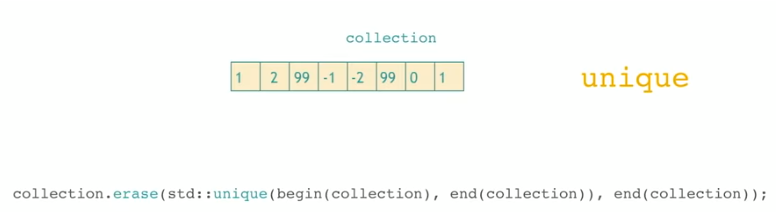 collection
1 2 99 -1 -2 99 0 1
unique
collection.erase(std::unique(begin(collection), end(collection)), end(collection));